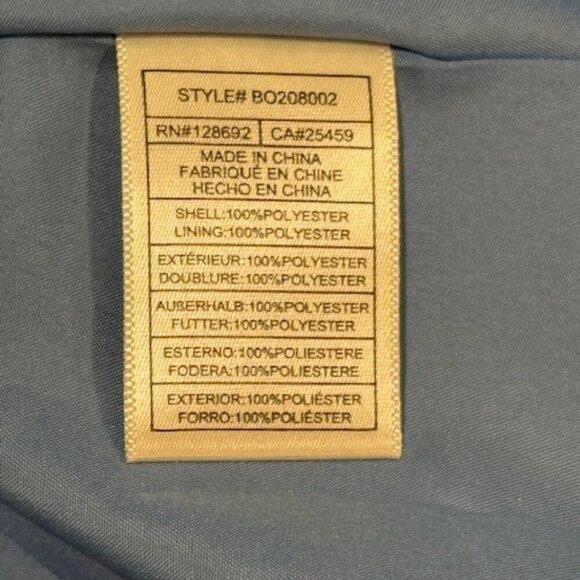 STYLE# BO208002
RN#128692 CA#25459
MADE IN CHINA
FABRIQUÉ EN CHINE
HECHO EN CHINA
SHELL:100%POLYESTER
LINING:100%POLYESTER
EXTÉRIEUR:100%POLYESTER
DOUBLURE:100%POLYESTER
AUßERHALB:100%POLYESTER
FUTTER:100%POLYESTER
ESTERNO:100%POLIESTERE
FODERA:100%POLIESTERE
EXTERIOR:100%POLIÉSTER
FORRO:100%POLIÉSTER